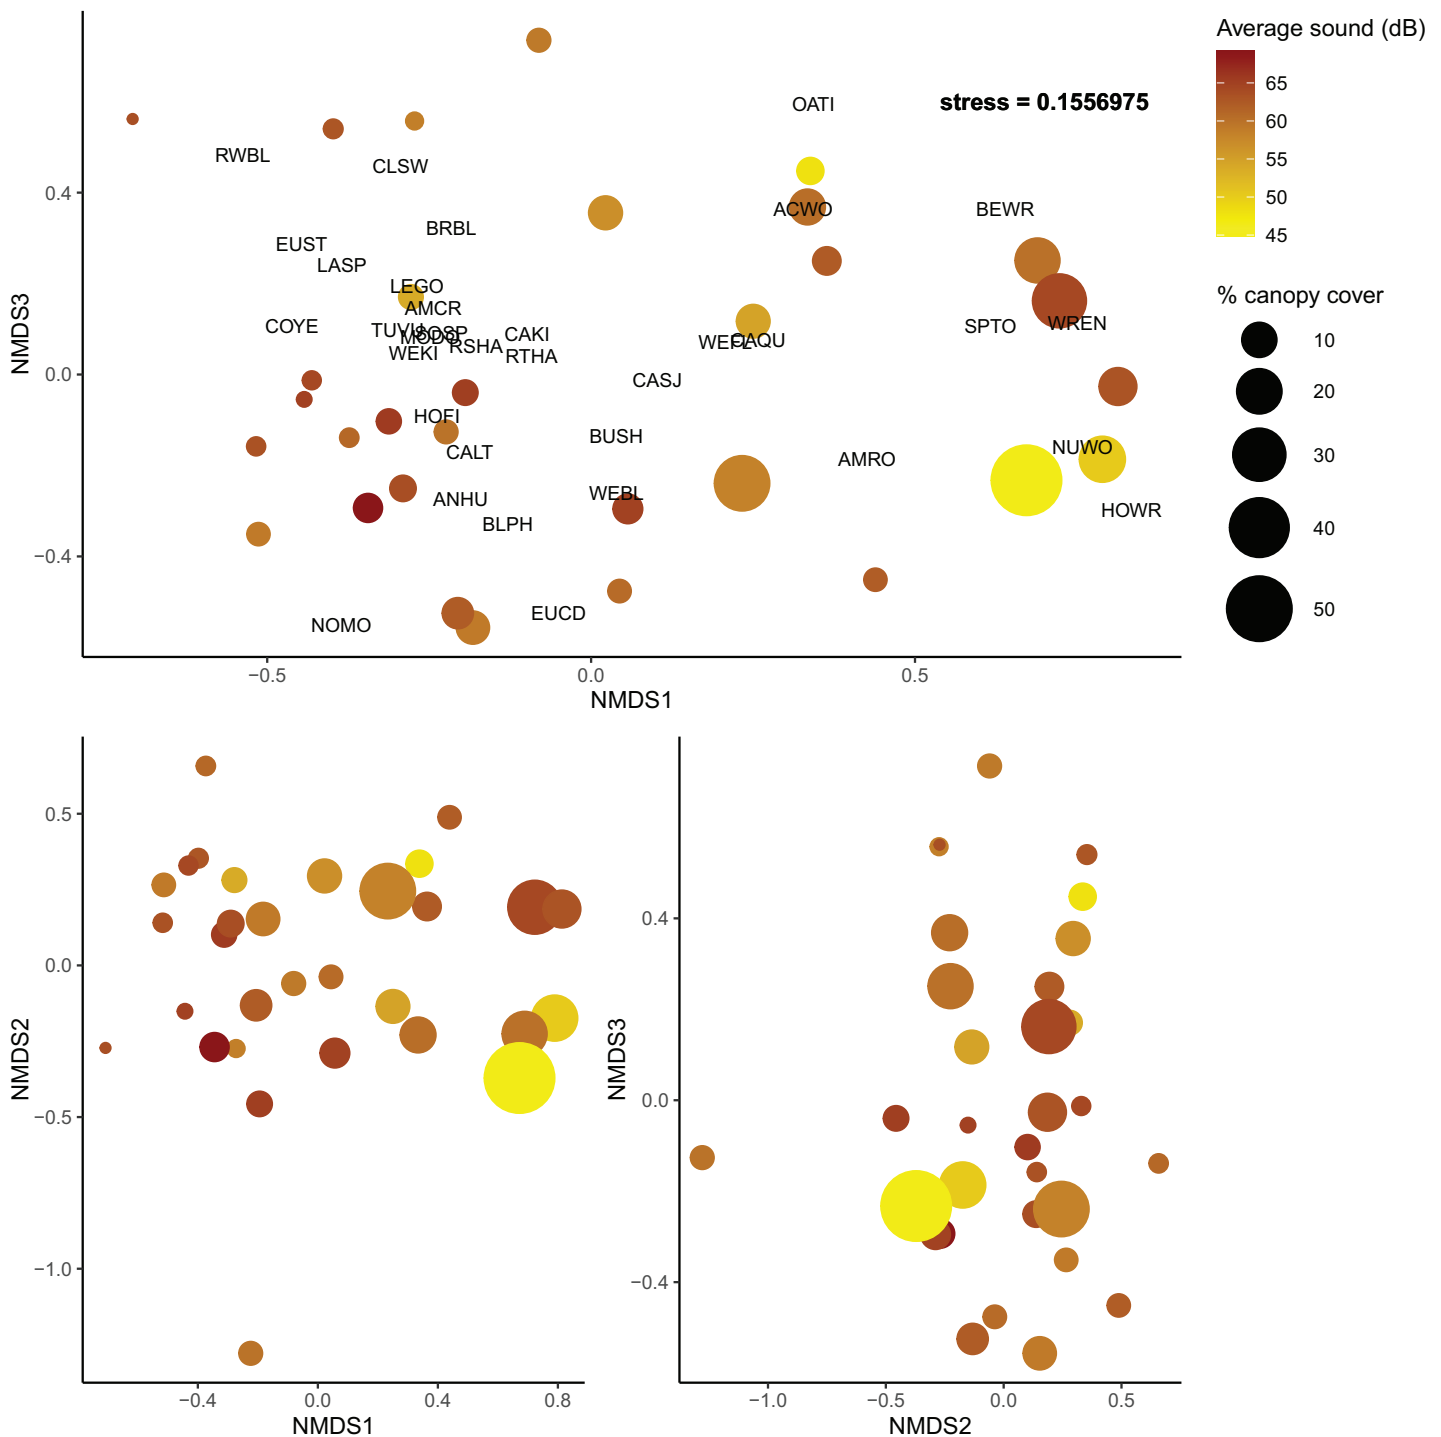 Average sound (dB)
65
60
55
50
45
% canopy cover
10
20
30
40
50
stress = 0.1556975
OATI
RWBL
CLSW
ACWO
BEWR
BRBL
EUST
LASP
LEGO
AMCR
COYE
TUVU
SOSP
MODO
WEKI
RSHA
CAKI
RTHA
WEFL
CAQU
SPTO
WREN
CASJ
HOFI
CALT
BUSH
AMRO
NUWO
ANHU
WEBL
BLPH
HOWR
NOMO
EUCD
NMDS3
0.4
0.0
−0.4
−0.5
0.0
0.5
NMDS1
NMDS2
0.5
0.0
−0.5
−1.0
−0.4
0.0
0.4
0.8
NMDS1
NMDS3
0.4
0.0
−0.4
−1.0
−0.5
0.0
0.5
NMDS2